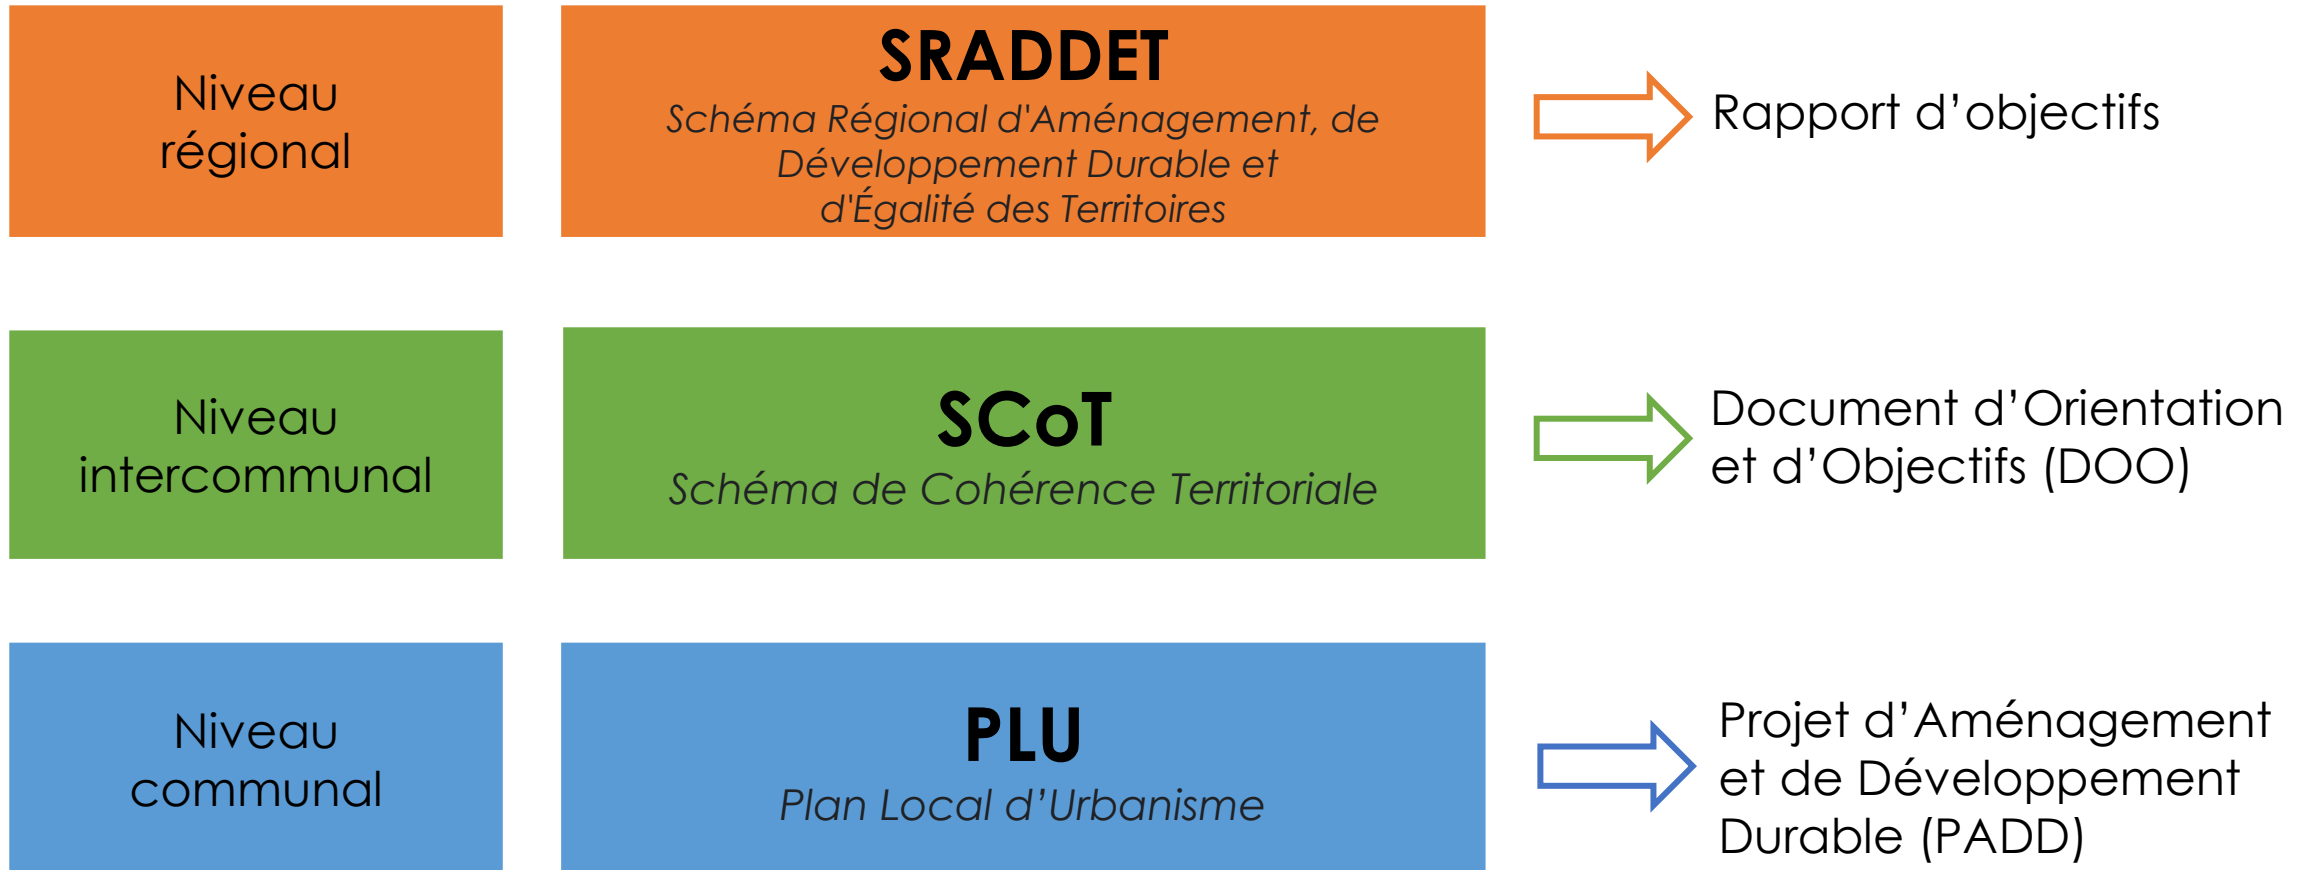 Niveau
régional
SRADDET
Schéma Régional d'Aménagement, de
Développement Durable et
d'Égalité des Territoires
Rapport d’objectifs
Niveau
intercommunal
SCoT
Schéma de Cohérence Territoriale
Document d’Orientation
et d’Objectifs (DOO)
Niveau
communal
PLU
Plan Local d’Urbanisme
Projet d’Aménagement
et de Développement
Durable (PADD)